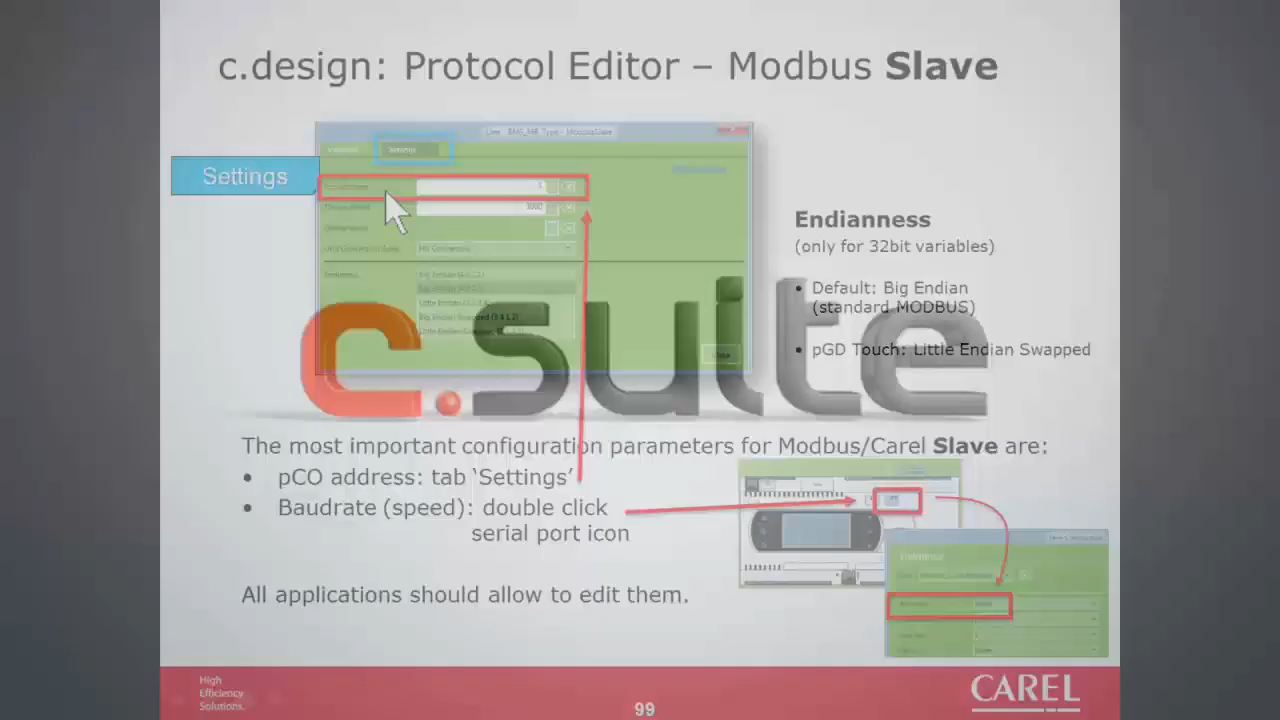 c.design: Protocol Editor – Modbus Slave
Settings
Settings
Endianness
(only for 32bit variables)
• Default: Big Endian
(standard MODBUS)
• pGD Touch: Little Endian Swapped
c.suite
The most important configuration parameters for Modbus/Carel Slave are:
• pCO address: tab ‘Settings’
• Baudrate (speed): double click
serial port icon
All applications should allow to edit them.
High
Efficiency
Solutions.
99
CAREL